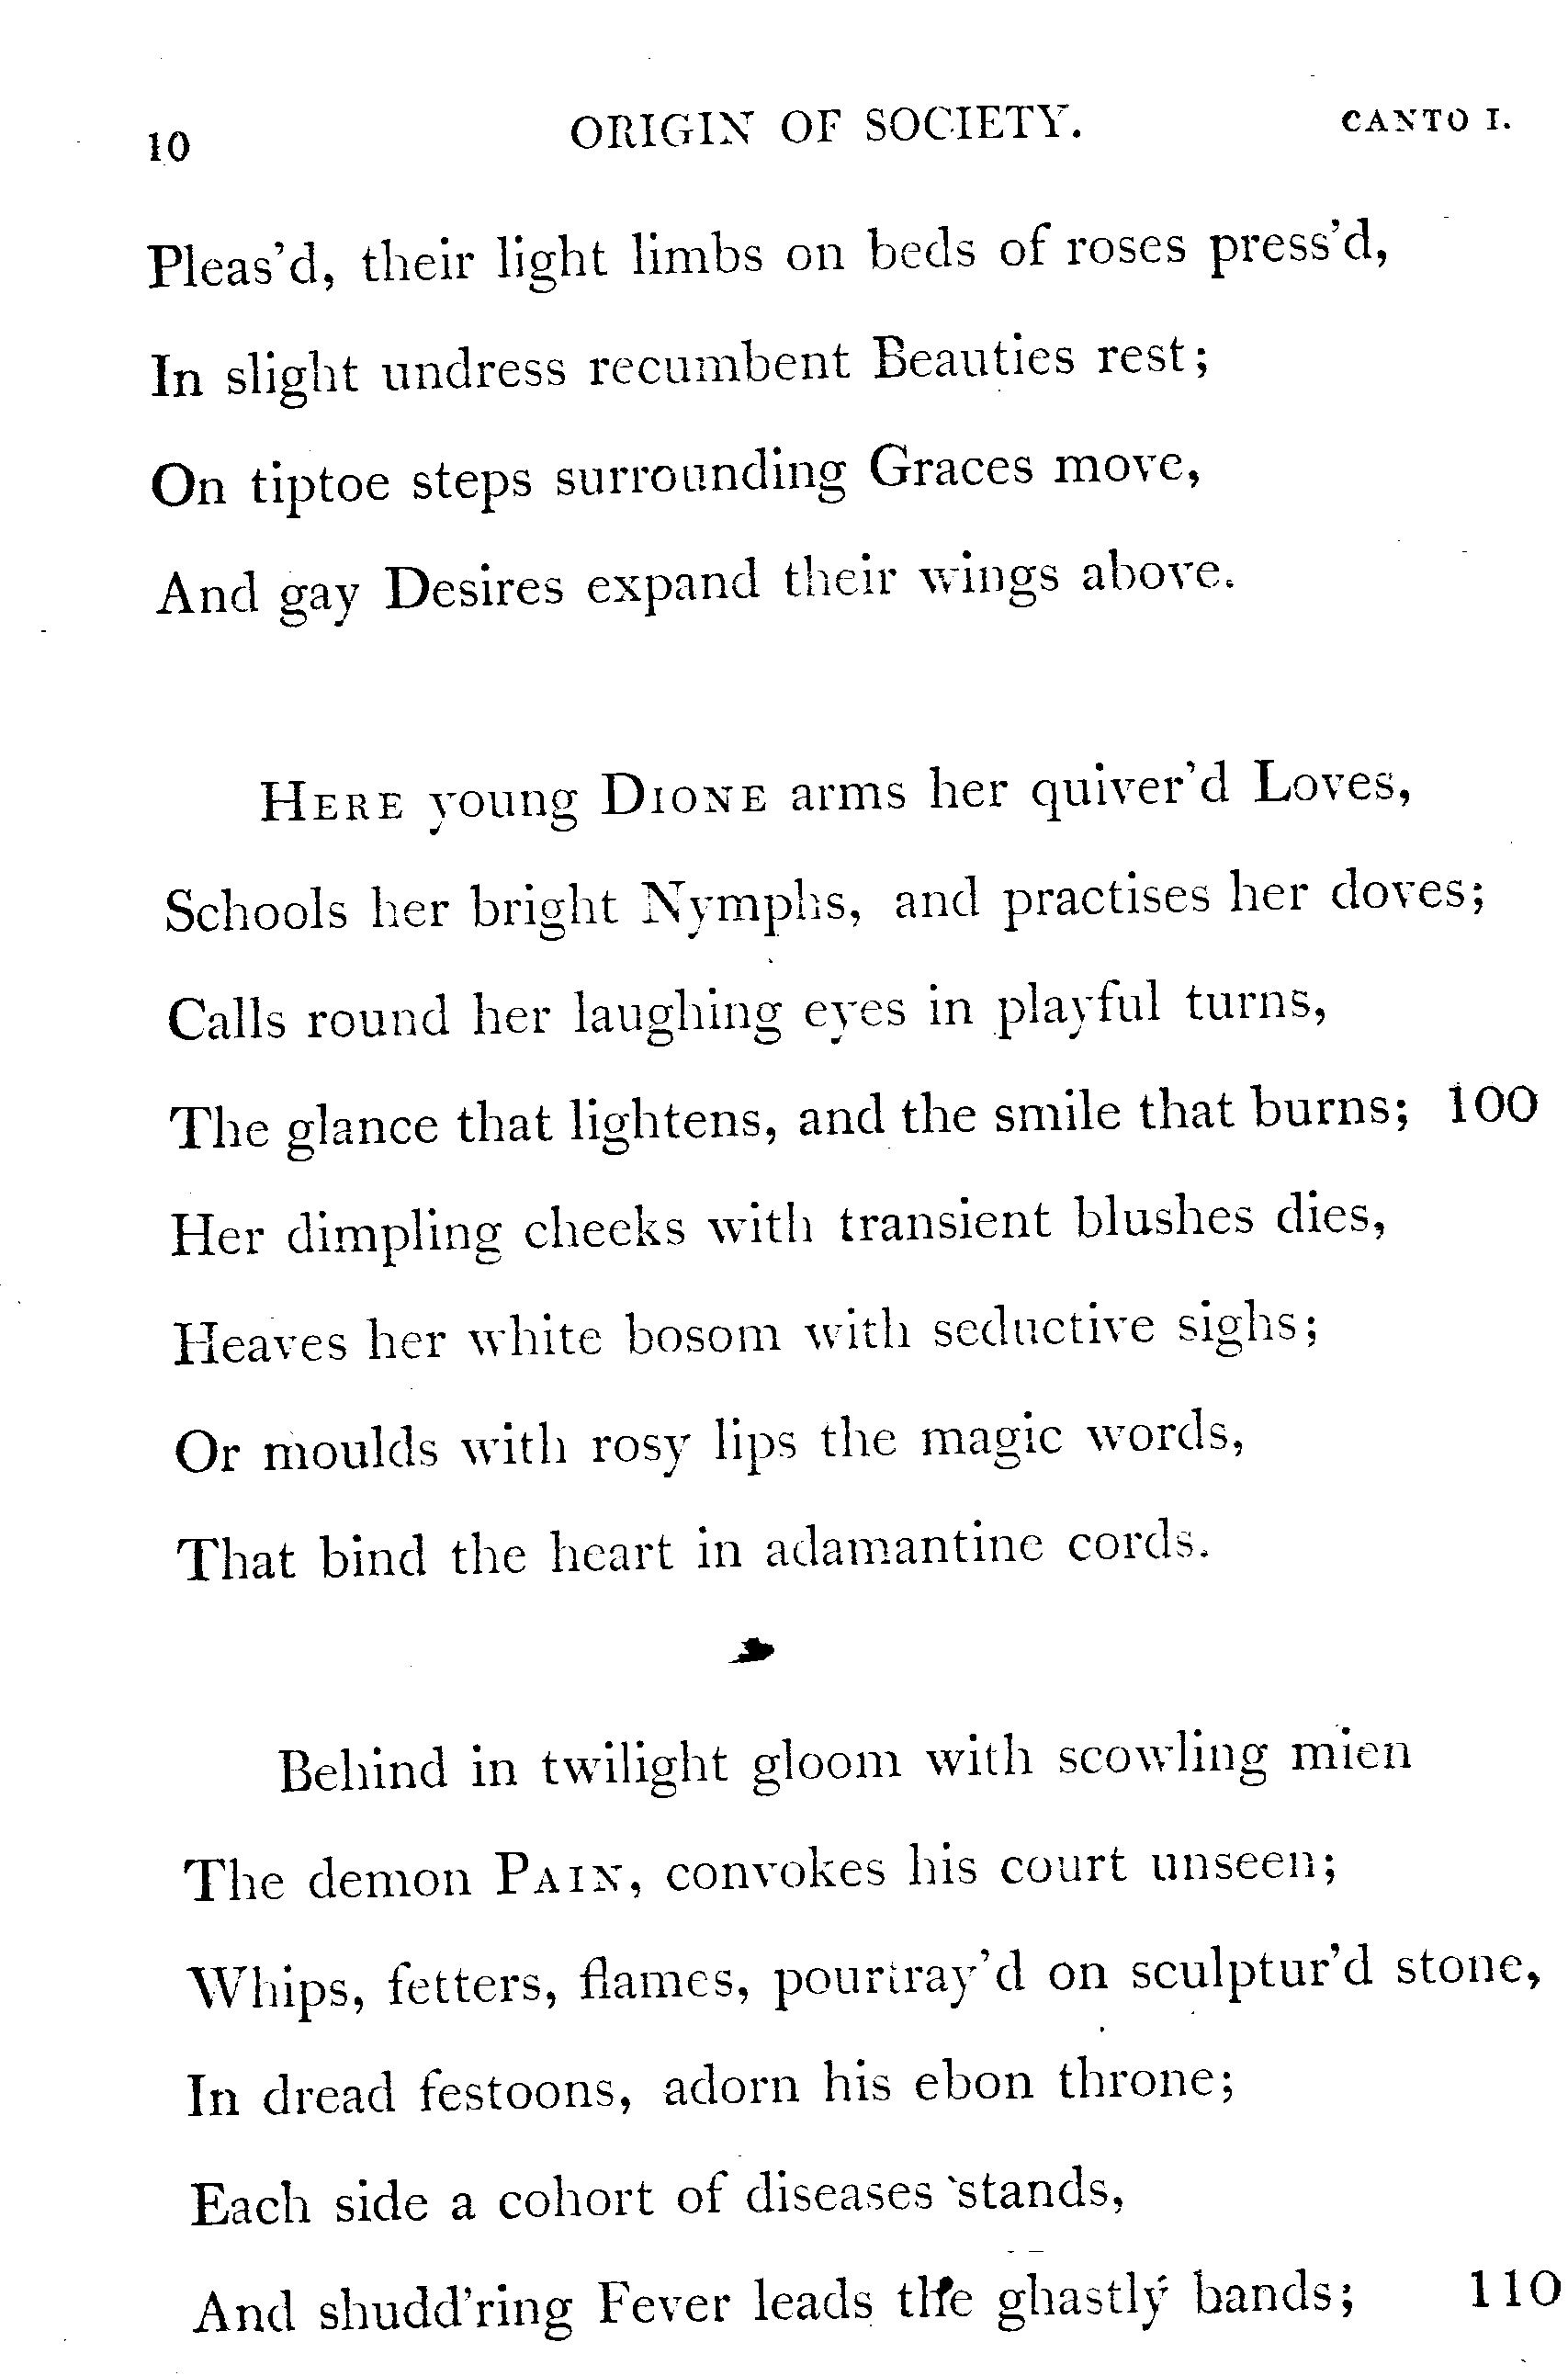 10 ORIGIN OF SOCIETY. CANTO I.
Pleas'd, their light limbs on beds of roses press'd,
In slight undress recumbent Beauties rest;
On tiptoe steps surrounding Graces move,
And gay Desires expand their wings above.
HERE young DIONE arms her quiver'd Loves,
Schools her bright Nymphs, and practises her doves;
Calls round her laughing eyes in playful turns,
The glance that lightens, and the smile that burns; 100
Her dimpling cheeks with transient blushes dies,
Heaves her white bosom with seductive sighs;
Or moulds with rosy lips the magic words,
That bind the heart in adamantine cords.
Behind in twilight gloom with scowling mien
The demon PAIN, convokes his court unseen;
Whips, fetters, flames, pourtray'd on sculptur'd stone,
In dread festoons, adorn his ebon throne;
Each side a cohort of diseases stands,
And shudd'ring Fever leads the ghastly bands; 110